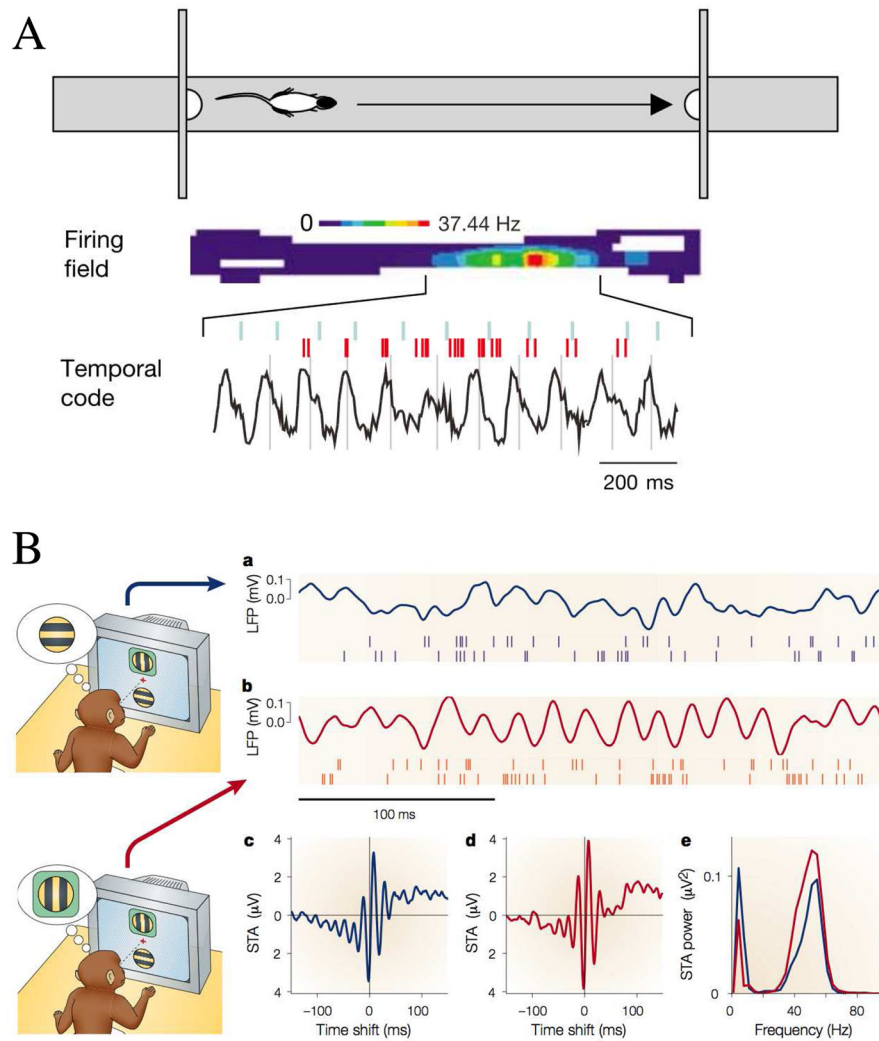 A
0 37.44 Hz
Firing
field
Temporal
code
200 ms
B
a
LFP (mV)
0.1
0.0
b
LFP (mV)
0.1
0.0
100 ms
c
STA (μV)
4
2
0
2
4
−100 0 100
Time shift (ms)
d
STA (μV)
4
2
0
2
4
−100 0 100
Time shift (ms)
e
STA power (μV²)
0.1
0
0 40 80
Frequency (Hz)